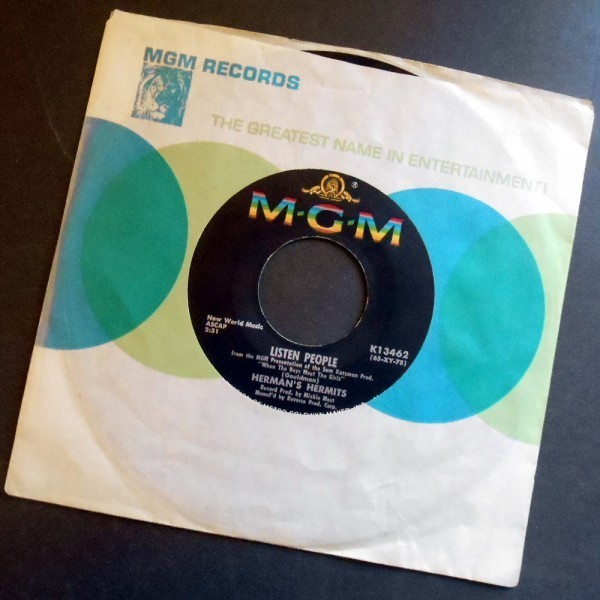 MGM RECORDS
THE GREATEST NAME IN ENTERTAINMENT!
®
M-G-M
New World Music
ASCAP
2:31
K13462
(65-XY-75)
LISTEN PEOPLE
from the MGM Presentation of the Sam Katzman Prod.
"When The Boys Meet The Girls"
(Gouldman)
HERMAN'S HERMITS
Record Prod. by Mickie Most
Manuf'd by Reverse Prod. Corp.